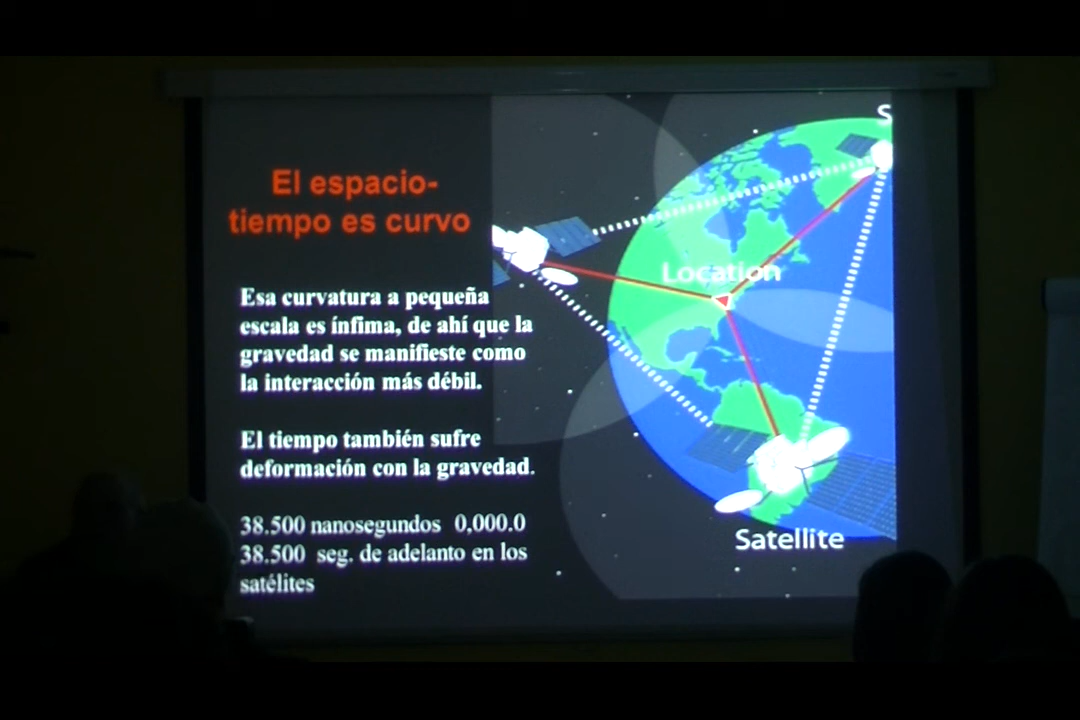 El espacio-
tiempo es curvo
Esa curvatura a pequeña
escala es ínfima, de ahí que la
gravedad se manifieste como
la interacción más débil.
El tiempo también sufre
deformación con la gravedad.
38.500 nanosegundos 0,000.0
38.500 seg. de adelanto en los
satélites
S
Location
Satellite